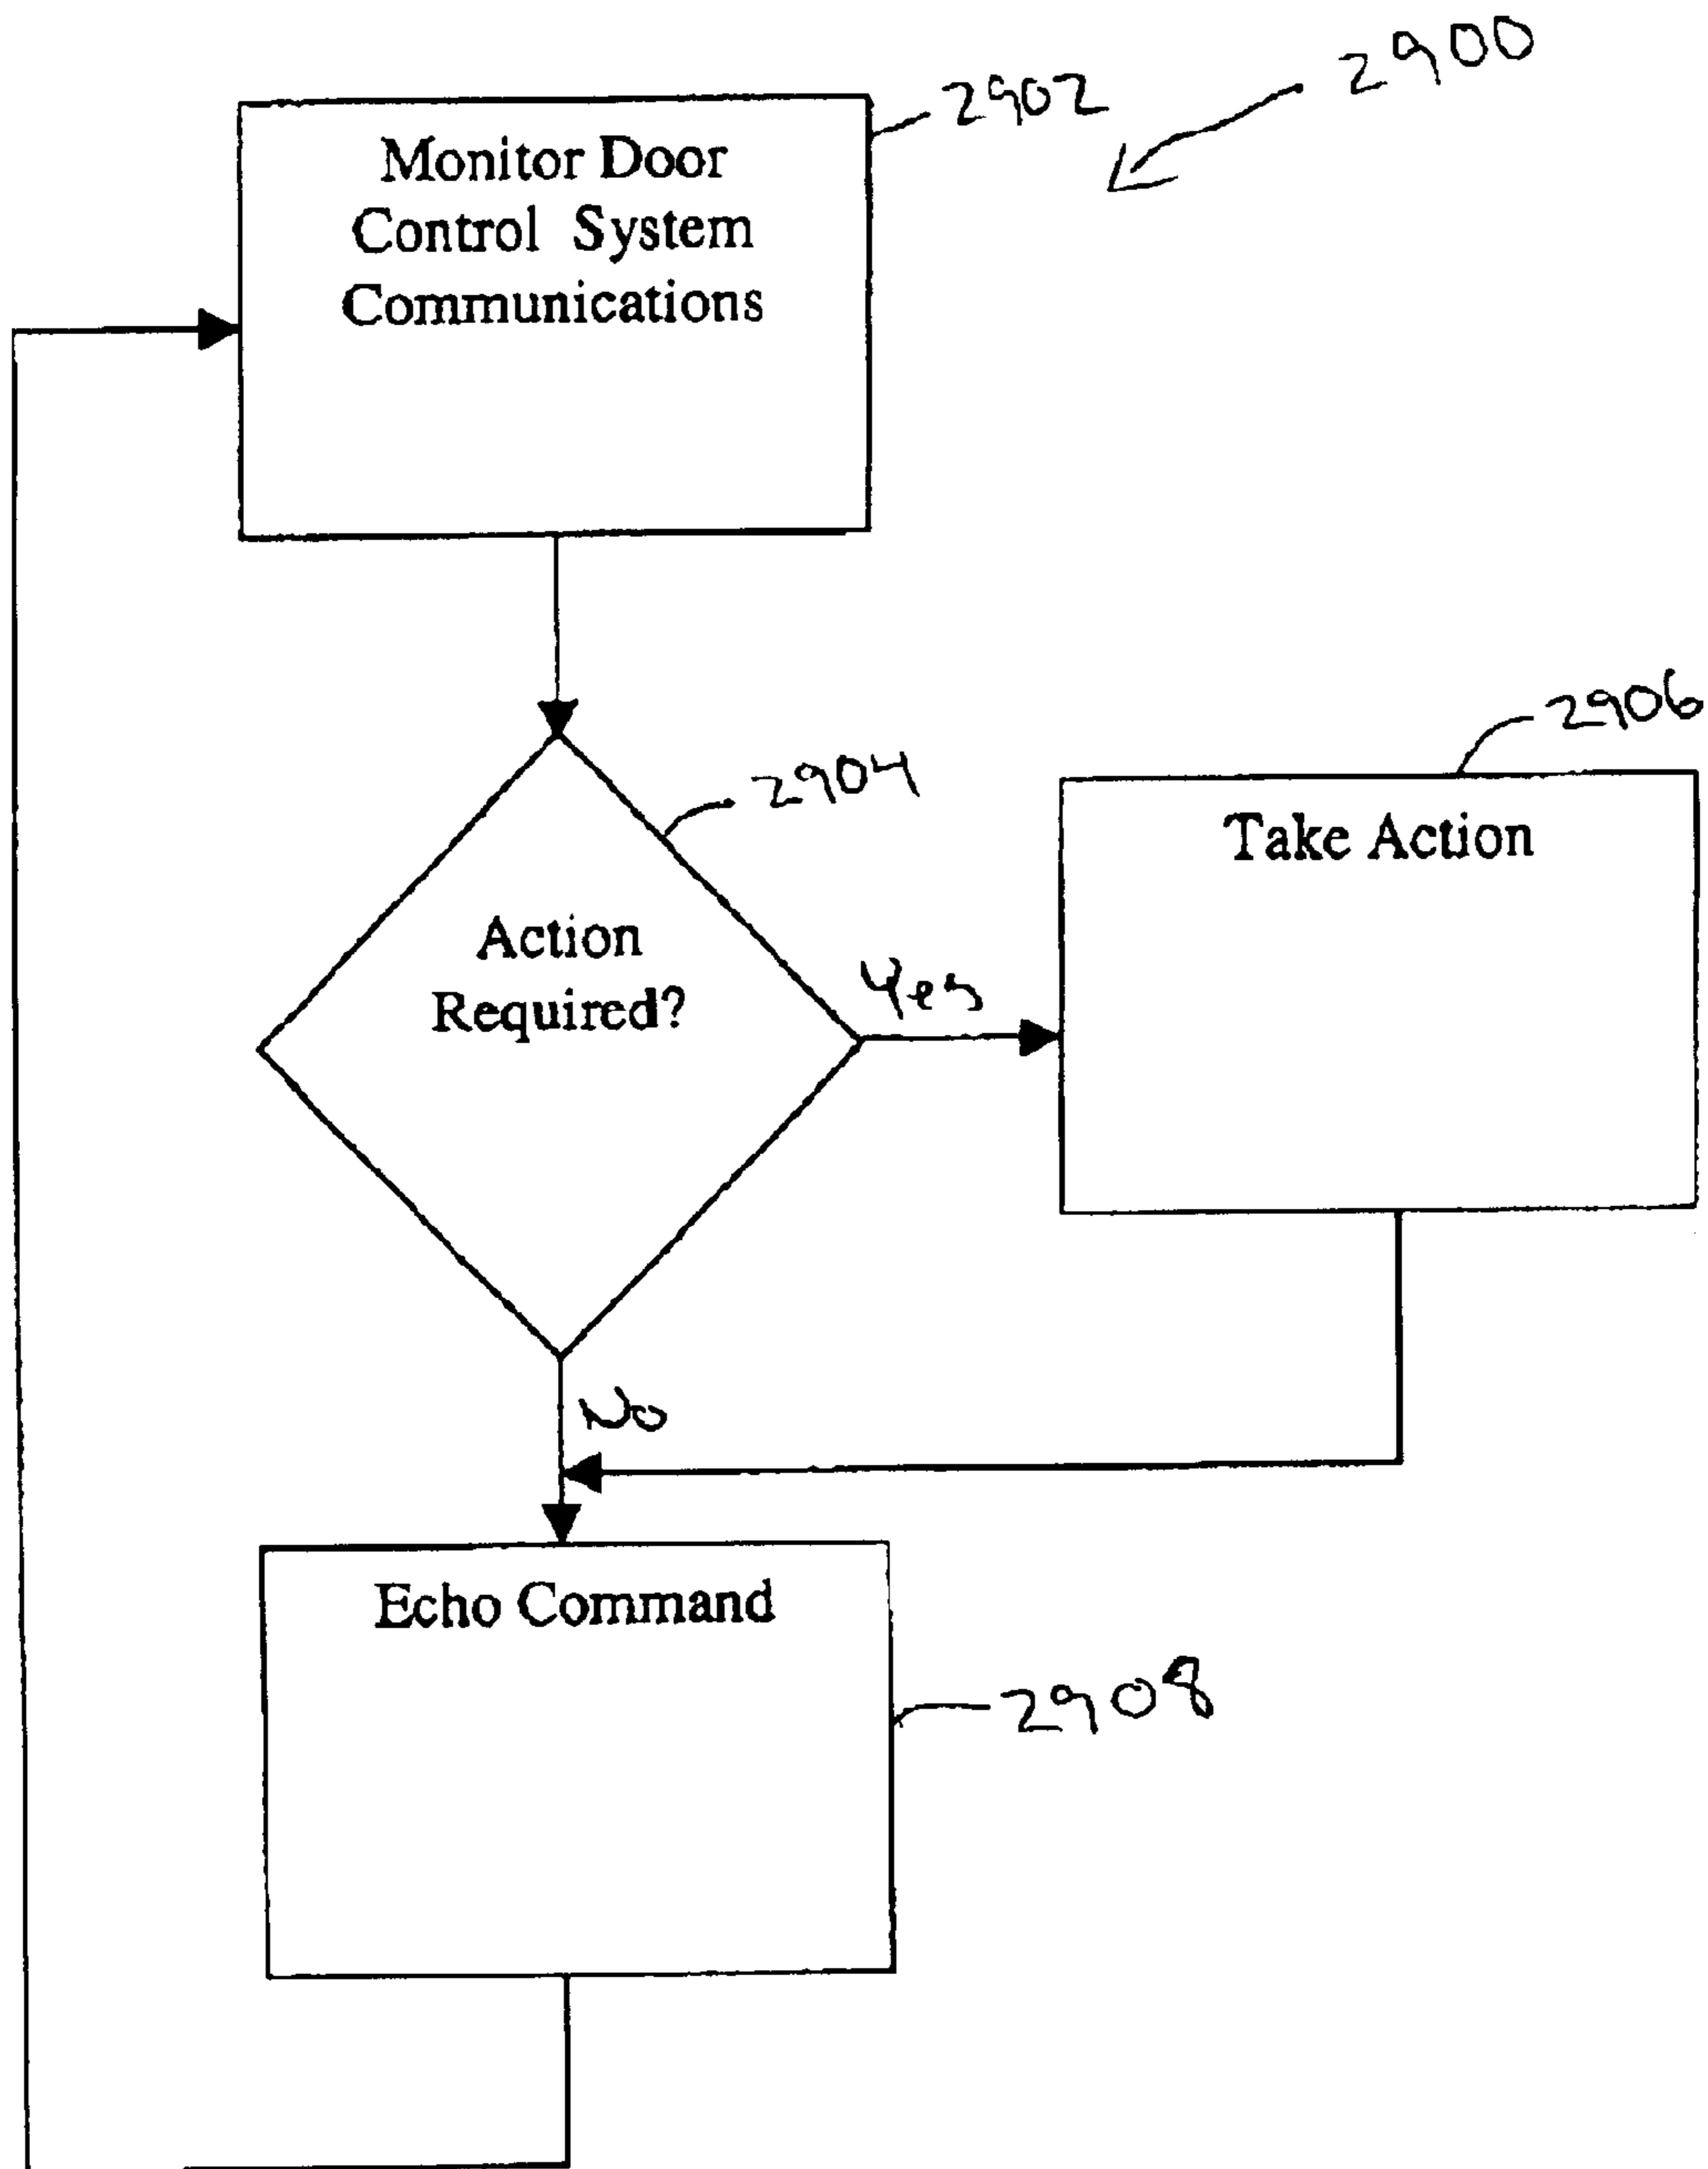 2900
2902
Monitor Door
Control System
Communications
2904
2906
Take Action
Action
Required?
Yes
No
Echo Command
2908